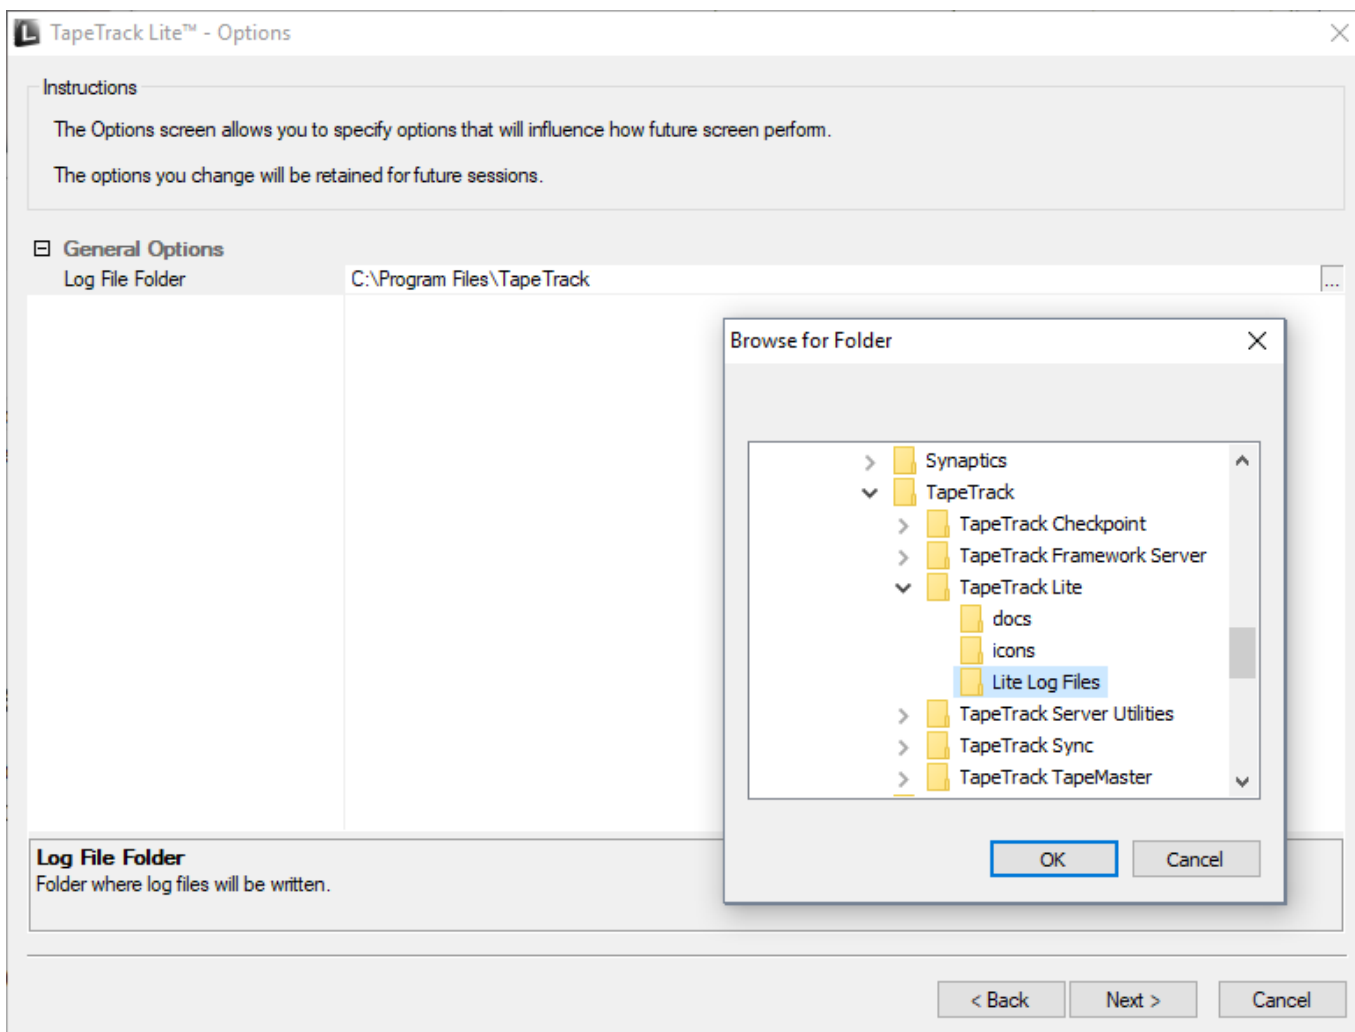 TapeTrack Lite™ - Options
Instructions
The Options screen allows you to specify options that will influence how future screen perform.
The options you change will be retained for future sessions.
General Options
Log File Folder
C:\Program Files\TapeTrack
...
Browse for Folder
Synaptics
TapeTrack
TapeTrack Checkpoint
TapeTrack Framework Server
TapeTrack Lite
docs
icons
Lite Log Files
TapeTrack Server Utilities
TapeTrack Sync
TapeTrack TapeMaster
OK
Cancel
Log File Folder
Folder where log files will be written.
< Back
Next >
Cancel